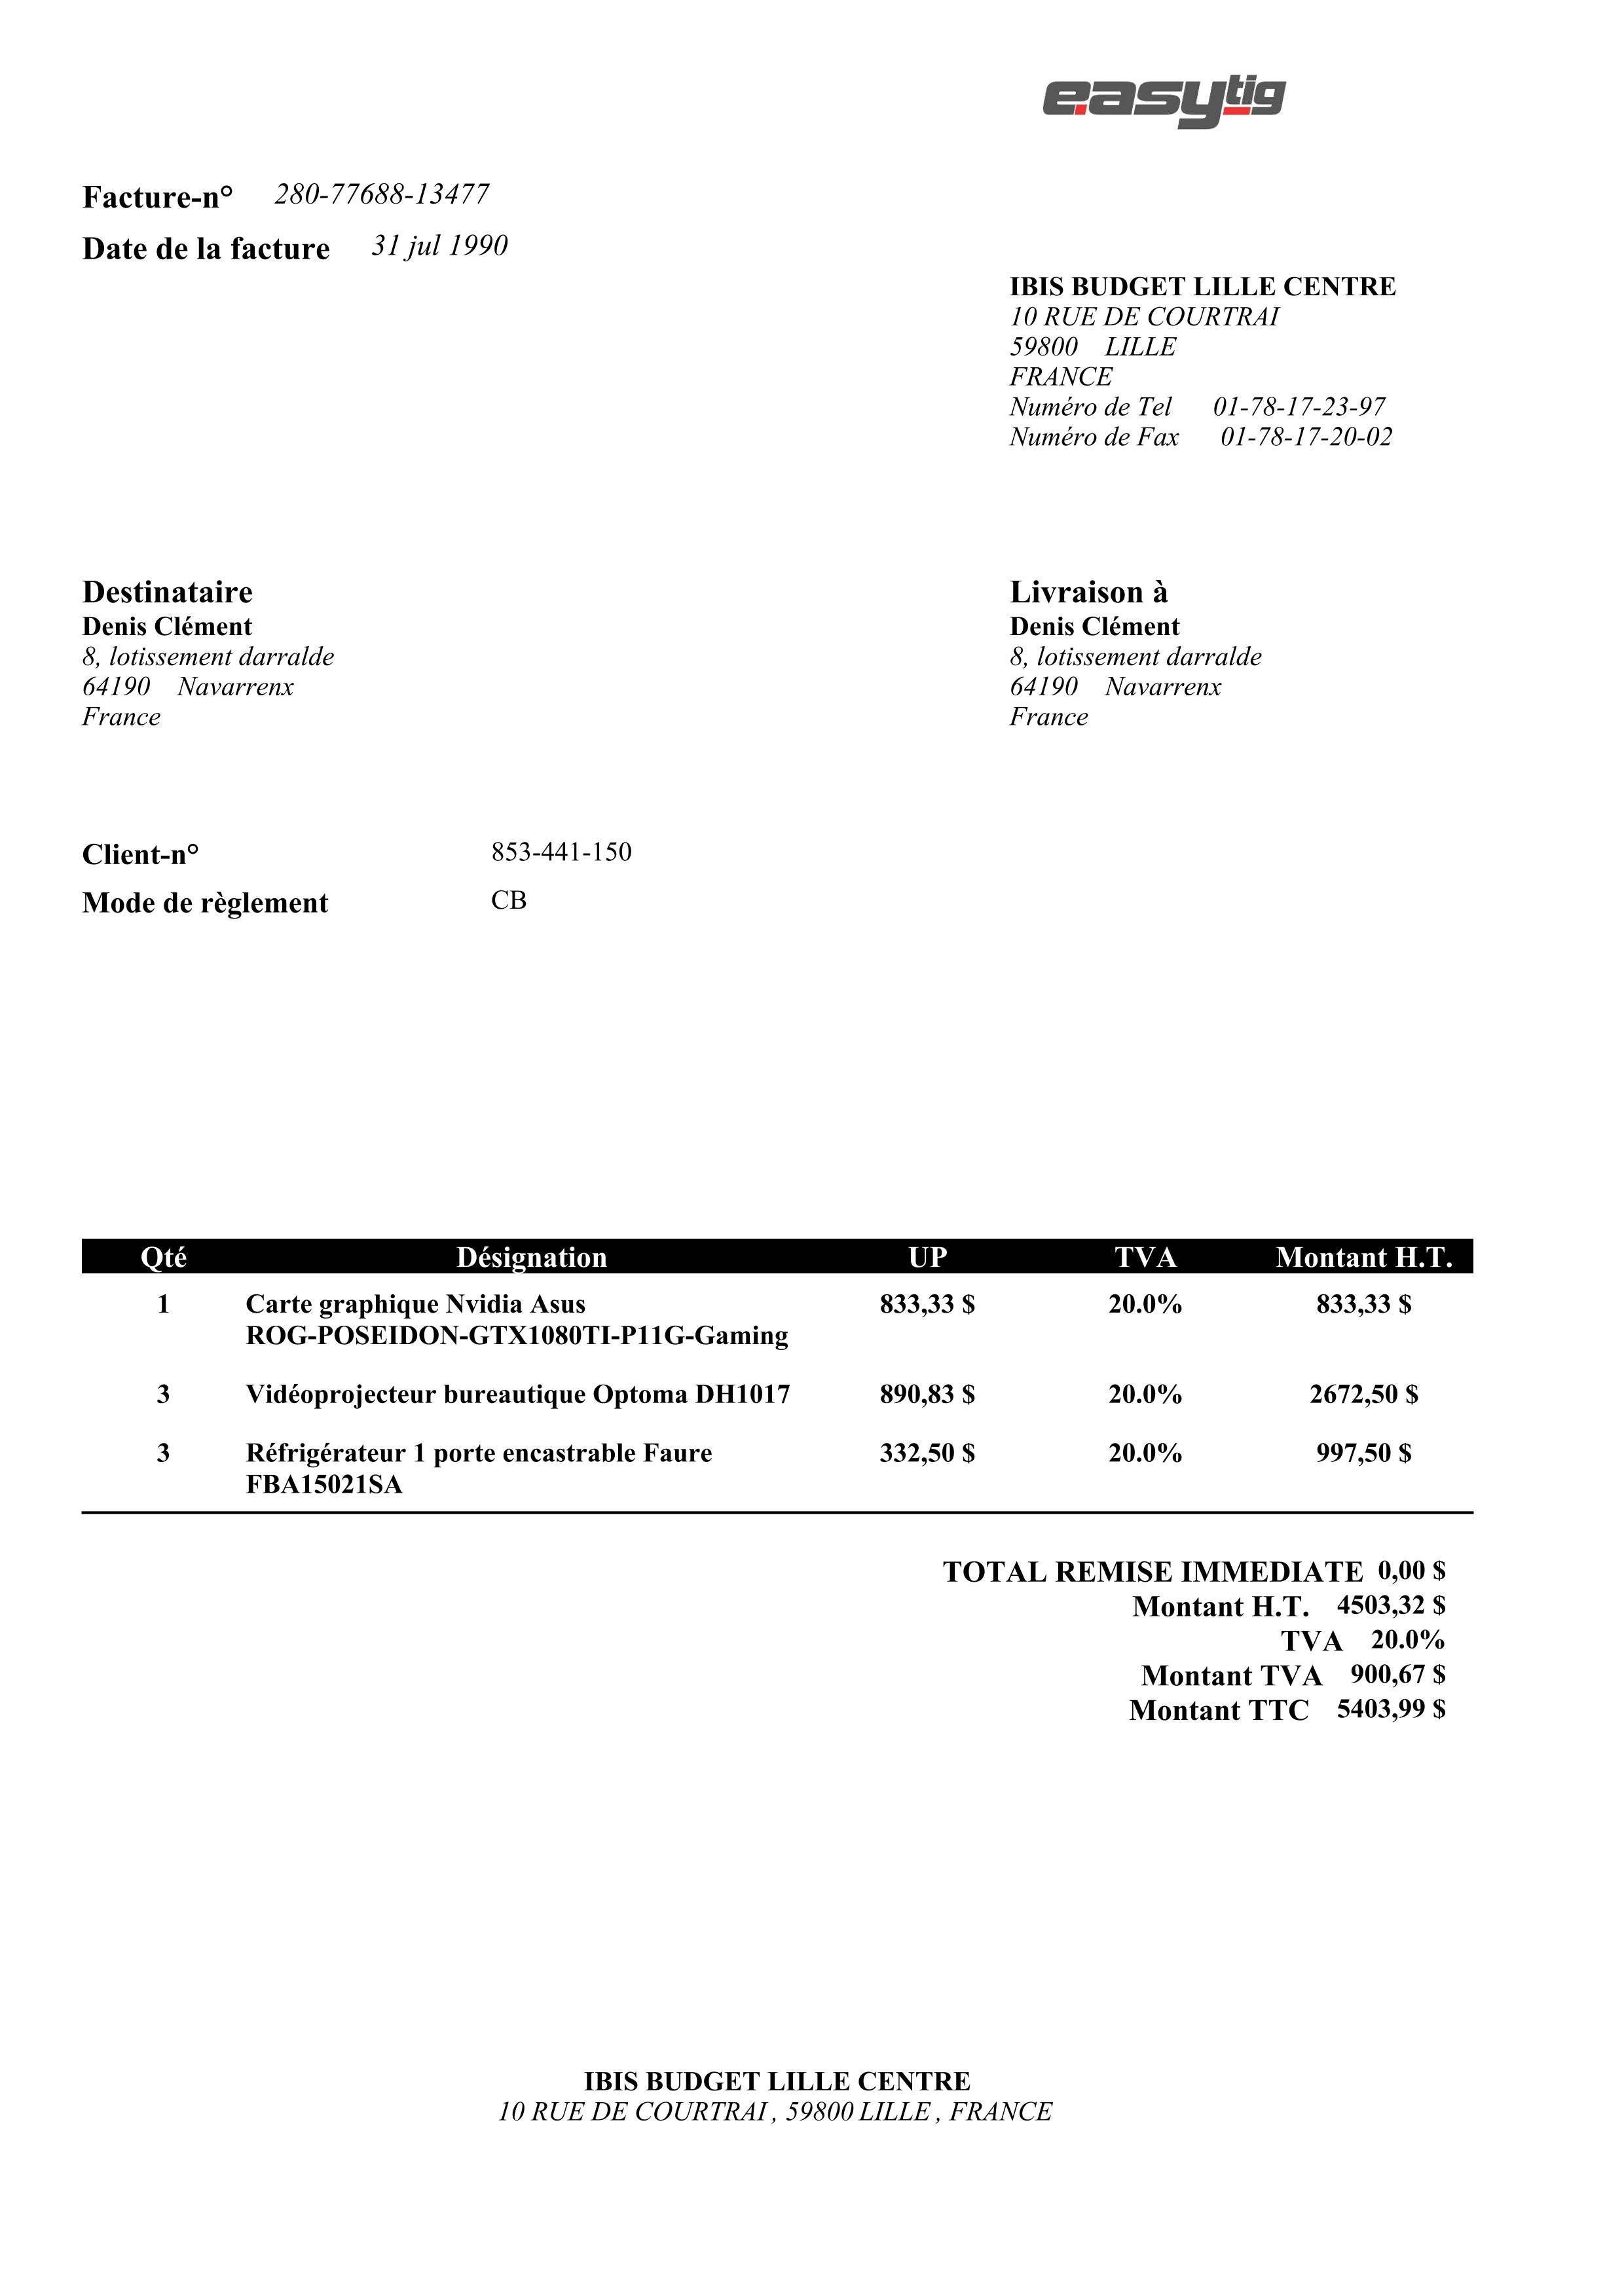 easytig
Facture-n° 280-77688-13477
Date de la facture 31 jul 1990
IBIS BUDGET LILLE CENTRE
10 RUE DE COURTRAI
59800 LILLE
FRANCE
Numéro de Tel 01-78-17-23-97
Numéro de Fax 01-78-17-20-02
Destinataire
Denis Clément
8, lotissement darralde
64190 Navarrenx
France
Livraison à
Denis Clément
8, lotissement darralde
64190 Navarrenx
France
Client-n° 853-441-150
Mode de règlement CB
Qté Désignation UP TVA Montant H.T.
1 Carte graphique Nvidia Asus 833,33 $ 20.0% 833,33 $
ROG-POSEIDON-GTX1080TI-P11G-Gaming
3 Vidéoprojecteur bureautique Optoma DH1017 890,83 $ 20.0% 2672,50 $
3 Réfrigérateur 1 porte encastrable Faure 332,50 $ 20.0% 997,50 $
FBA15021SA
TOTAL REMISE IMMEDIATE 0,00 $
Montant H.T. 4503,32 $
TVA 20.0%
Montant TVA 900,67 $
Montant TTC 5403,99 $
IBIS BUDGET LILLE CENTRE
10 RUE DE COURTRAI , 59800 LILLE , FRANCE